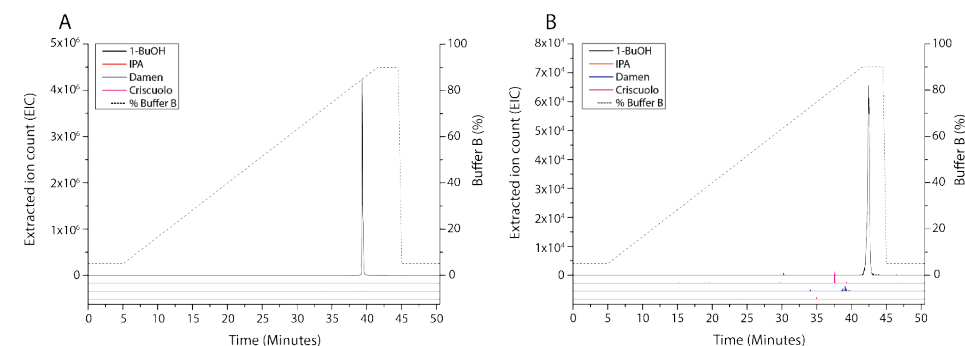 A
5x10⁶
4x10⁶
3x10⁶
2x10⁶
1x10⁶
0
Extracted ion count (EIC)
1-BuOH
IPA
Damen
Criscuolo
% Buffer B
100
80
60
40
20
0
Buffer B (%)
0 5 10 15 20 25 30 35 40 45 50
Time (Minutes)
B
8x10⁴
7x10⁴
6x10⁴
5x10⁴
4x10⁴
3x10⁴
2x10⁴
1x10⁴
0
Extracted ion count (EIC)
1-BuOH
IPA
Damen
Criscuolo
% Buffer B
100
80
60
40
20
0
Buffer B (%)
0 5 10 15 20 25 30 35 40 45 50
Time (Minutes)